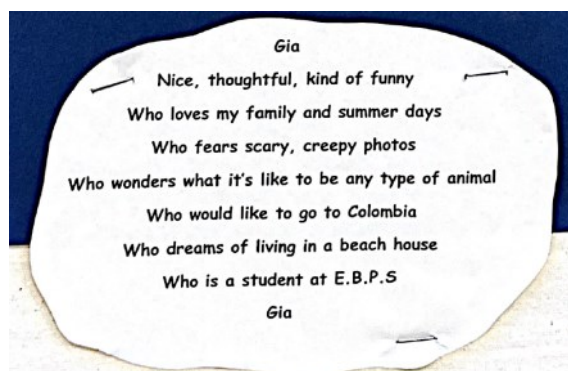 Gia
Nice, thoughtful, kind of funny
Who loves my family and summer days
Who fears scary, creepy photos
Who wonders what it's like to be any type of animal
Who would like to go to Colombia
Who dreams of living in a beach house
Who is a student at E.B.P.S
Gia